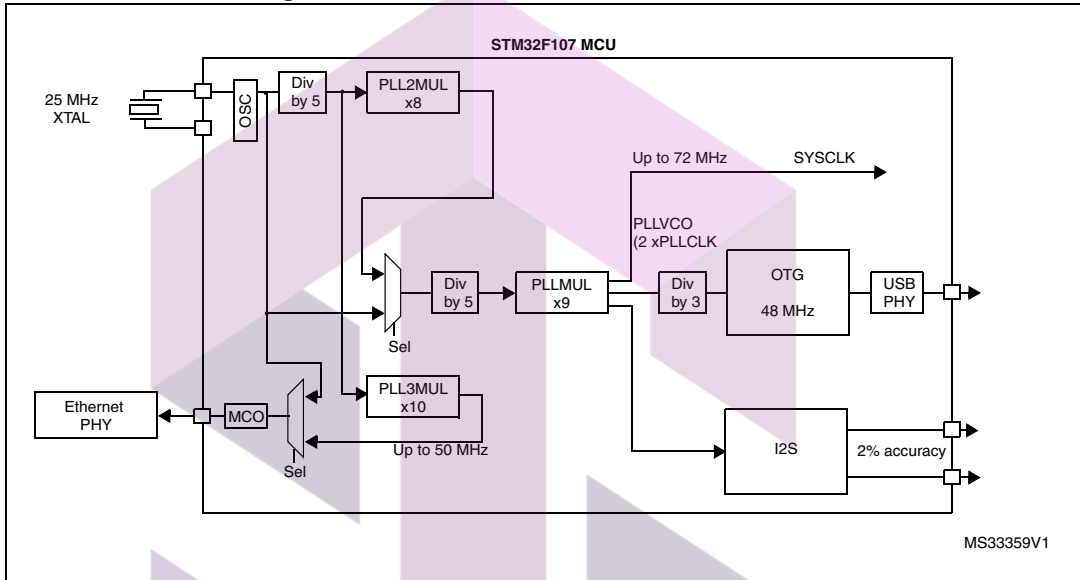 STM32F107 MCU
25 MHz
XTAL
OSC
Div
by 5
PLL2MUL
x8
Up to 72 MHz
SYSCLK
PLLVCO
(2 xPLLCLK
Div
by 5
PLLMUL
x9
Div
by 3
OTG
48 MHz
USB
PHY
Sel
PLL3MUL
x10
Ethernet
PHY
MCO
Up to 50 MHz
Sel
I2S
2% accuracy
MS33359V1